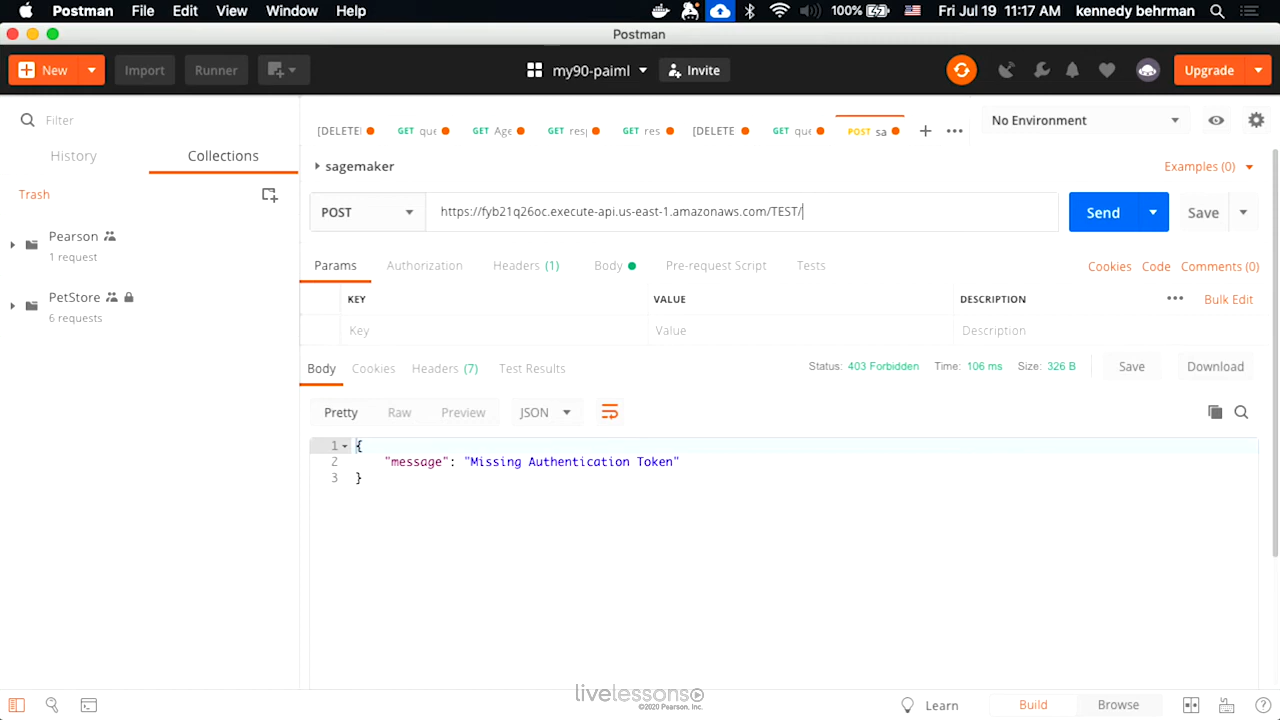 Postman File Edit View Window Help 100% Fri Jul 19 11:17 AM kennedy behrman
Postman
New Import Runner my90-paiml Invite Upgrade
Filter
History Collections
Trash
Pearson
1 request
PetStore
6 requests
[DELETE GET que GET Age GET resp GET res [DELETE GET que POST sa No Environment
sagemaker Examples (0)
POST https://fyb21q26oc.execute-api.us-east-1.amazonaws.com/TEST/ Send Save
Params Authorization Headers (1) Body Pre-request Script Tests Cookies Code Comments (0)
KEY VALUE DESCRIPTION Bulk Edit
Key Value Description
Body Cookies Headers (7) Test Results Status: 403 Forbidden Time: 106 ms Size: 326 B Save Download
Pretty Raw Preview JSON
1 {
2 "message": "Missing Authentication Token"
3 }
livelessons
©2020 Pearson, Inc.
Learn Build Browse